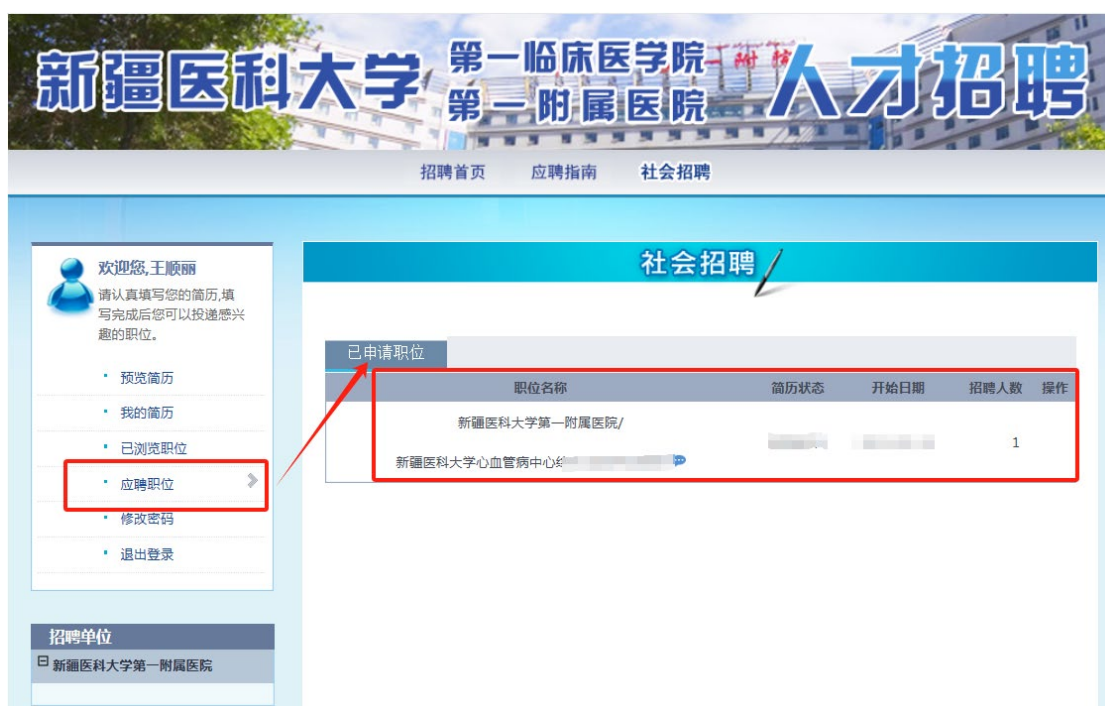 新疆医科大学 第一临床医学院 人才招聘
第一附属医院
招聘首页 应聘指南 社会招聘
欢迎您,王顺丽
请认真填写您的简历,填
写完成后您可以投递感兴
趣的职位。
预览简历
我的简历
已浏览职位
应聘职位
修改密码
退出登录
招聘单位
新疆医科大学第一附属医院
社会招聘
已申请职位
职位名称 简历状态 开始日期 招聘人数 操作
新疆医科大学第一附属医院/
新疆医科大学心血管病中心
1